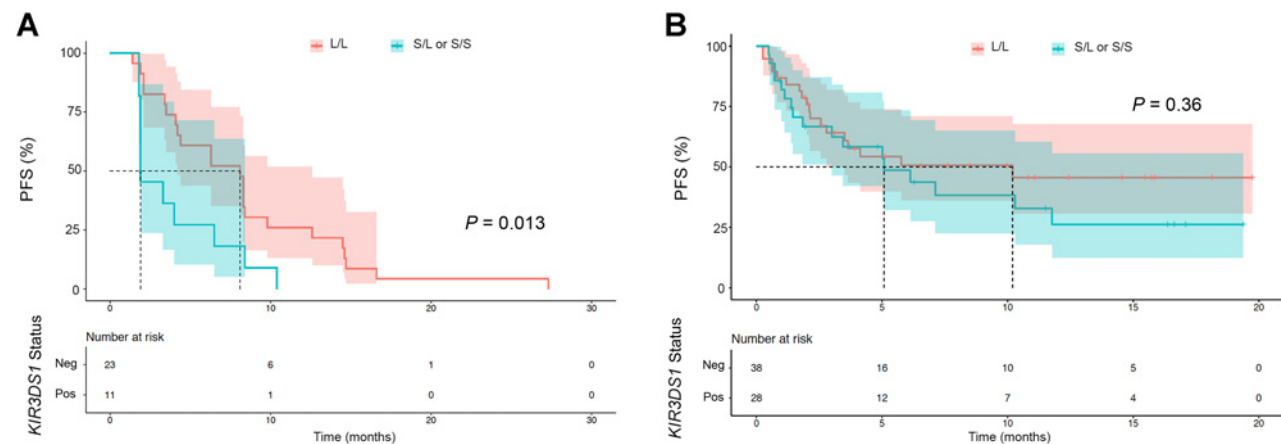 A
L/L
S/L or S/S
PFS (%)
100
75
50
25
0
P = 0.013
0
10
20
30
KIR3DS1 Status
Number at risk
Neg
23
6
1
0
Pos
11
1
0
0
0
10
20
30
Time (months)
B
L/L
S/L or S/S
PFS (%)
100
75
50
25
0
P = 0.36
0
5
10
15
20
KIR3DS1 Status
Number at risk
Neg
38
16
10
5
0
Pos
28
12
7
4
0
0
5
10
15
20
Time (months)